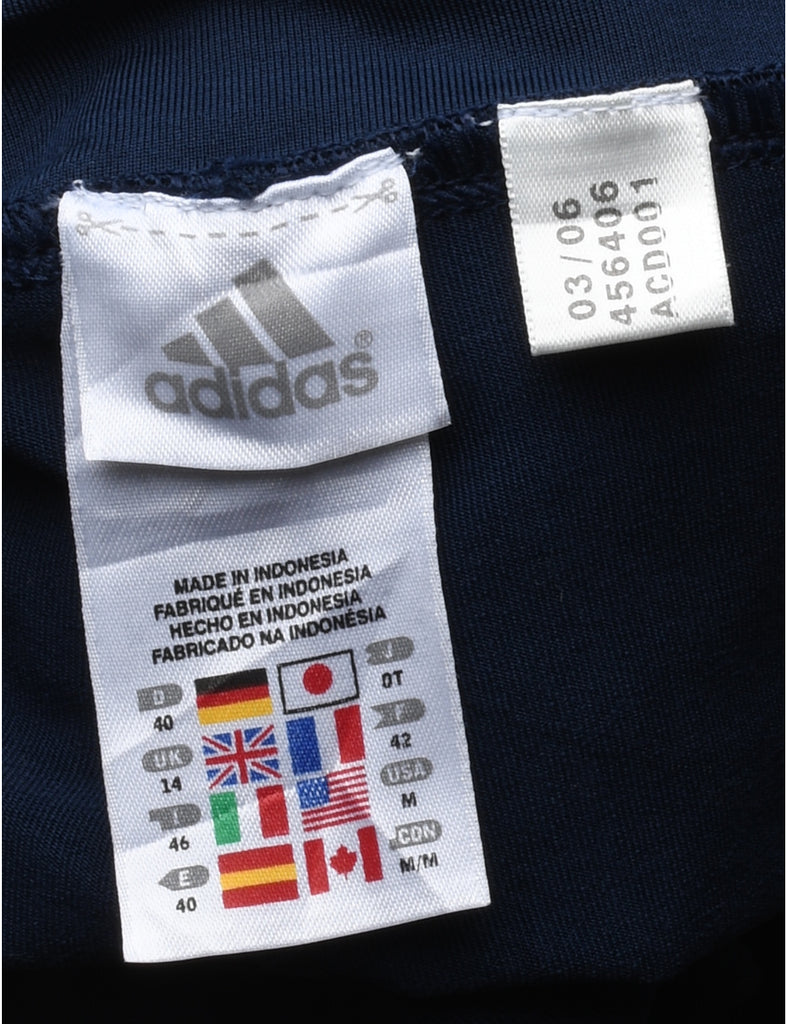 adidas®
MADE IN INDONESIA
FABRIQUÉ EN INDONESIA
HECHO EN INDONESIA
FABRICADO NA INDONÉSIA
D
40
J
OT
UK
14
F
42
I
46
USA
M
E
40
CDN
M/M
03/06
456406
ACD001